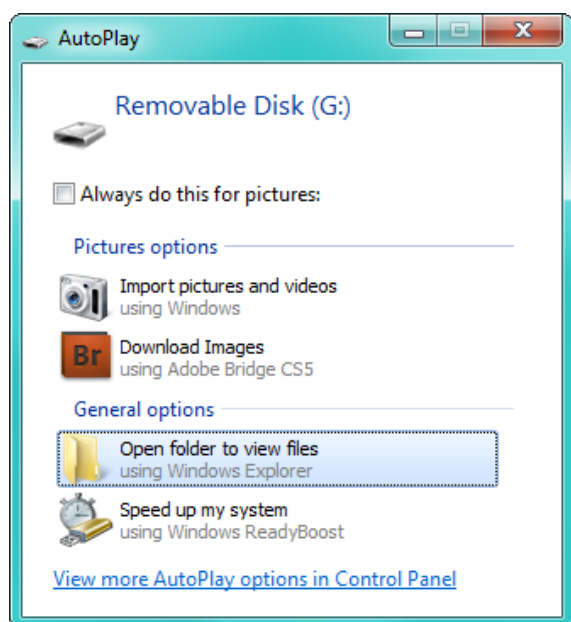 AutoPlay
Removable Disk (G:)
Always do this for pictures:
Pictures options
Import pictures and videos
using Windows
Br
Download Images
using Adobe Bridge CS5
General options
Open folder to view files
using Windows Explorer
Speed up my system
using Windows ReadyBoost
View more AutoPlay options in Control Panel